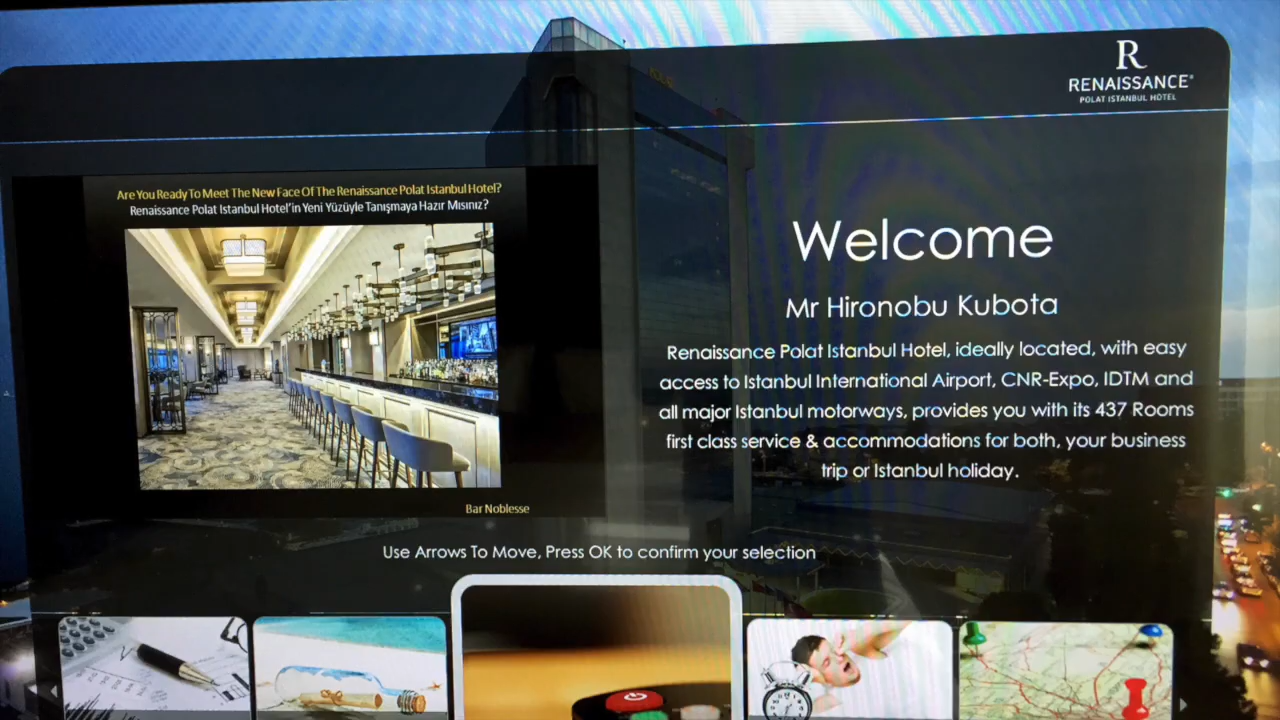 R
RENAISSANCE®
POLAT ISTANBUL HOTEL
Are You Ready To Meet The New Face Of The Renaissance Polat Istanbul Hotel?
Renaissance Polat Istanbul Hotel'in Yeni Yüzüyle Tanışmaya Hazır Mısınız?
Bar Noblesse
Welcome
Mr Hironobu Kubota
Renaissance Polat Istanbul Hotel, ideally located, with easy
access to Istanbul International Airport, CNR-Expo, IDTM and
all major Istanbul motorways, provides you with its 437 Rooms
first class service & accommodations for both, your business
trip or Istanbul holiday.
Use Arrows To Move, Press OK to confirm your selection